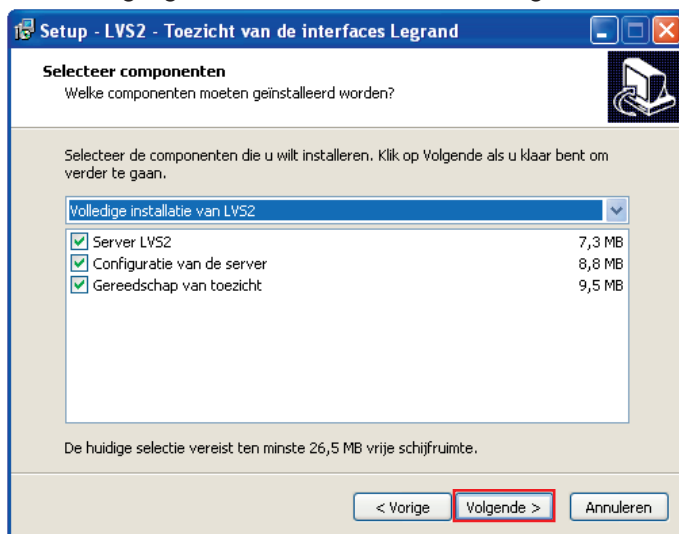 Setup - LVS2 - Toezicht van de interfaces Legrand
Selecteer componenten
Welke componenten moeten geïnstalleerd worden?
Selecteer de componenten die u wilt installeren. Klik op Volgende als u klaar bent om
verder te gaan.
Volledige installatie van LVS2
Server LVS2 7,3 MB
Configuratie van de server 8,8 MB
Gereedschap van toezicht 9,5 MB
De huidige selectie vereist ten minste 26,5 MB vrije schijfruimte.
< Vorige Volgende > Annuleren